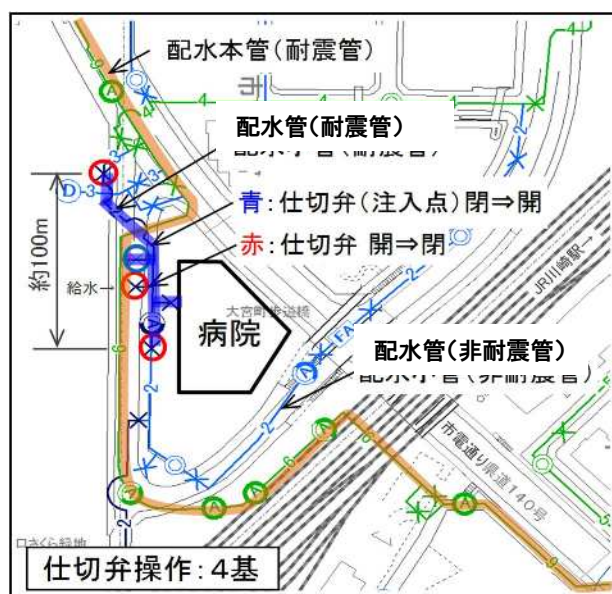 配水本管(耐震管)
配水管(耐震管)
青:仕切弁(注入点)閉⇒開
赤:仕切弁 開⇒閉
約100m
給水→
大宮町歩道橋
病院
JR川崎駅→
配水管(非耐震管)
市電通り県道140号
仕切弁操作:4基